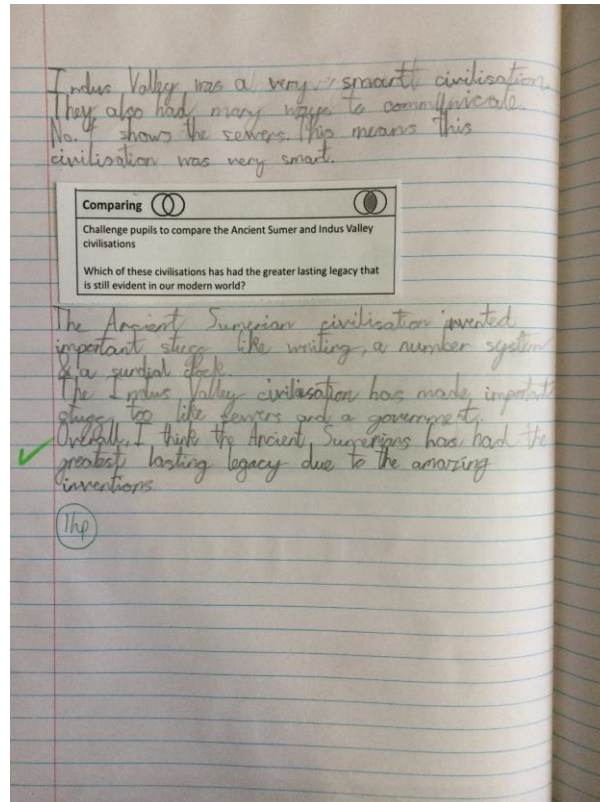 Indus Valley was a very smart civilisation.
They also had many ways to communicate.
No. shows the sewers. This means this
civilisation was very smart.
Comparing
Challenge pupils to compare the Ancient Sumer and Indus Valley
civilisations
Which of these civilisations has had the greater lasting legacy that
is still evident in our modern world?
The Ancient Sumerian civilisation invented
important stuff like writing, a number system
& a sundial clock.
The Indus Valley civilisation has made important
stuff too like sewers and a government.
Overall, I think the Ancient Sumerians has had the
greatest lasting legacy due to the amazing
inventions
1hp